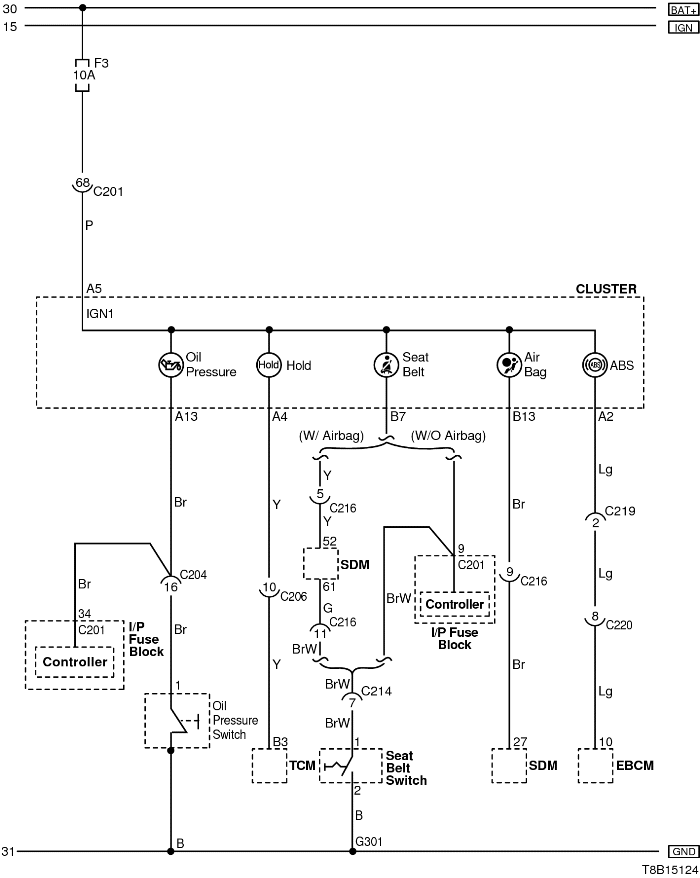 30 BAT+
15 IGN
F3
10A
68 C201
P
A5 CLUSTER
IGN1
Oil
Pressure
Hold Hold
Seat
Belt
Air
Bag
ABS ABS
A13 A4 B7 B13 A2
(W/ Airbag) (W/O Airbag)
Br Y Y Br Lg
5 C216
Y
C219
2
52
SDM
61
9
C201
C204
16
10 C206
9 C216
Lg
Br
34
C201
I/P
Fuse
Block
Controller
Br
G
C216
11
BrW
BrW
Controller
I/P Fuse
Block
8 C220
Y
Br
Lg
1
Oil
Pressure
Switch
BrW C214
7
BrW
B3
TCM
1
Seat
Belt
Switch
2
27
SDM
10
EBCM
B
B
G301
31 GND
T8B15124